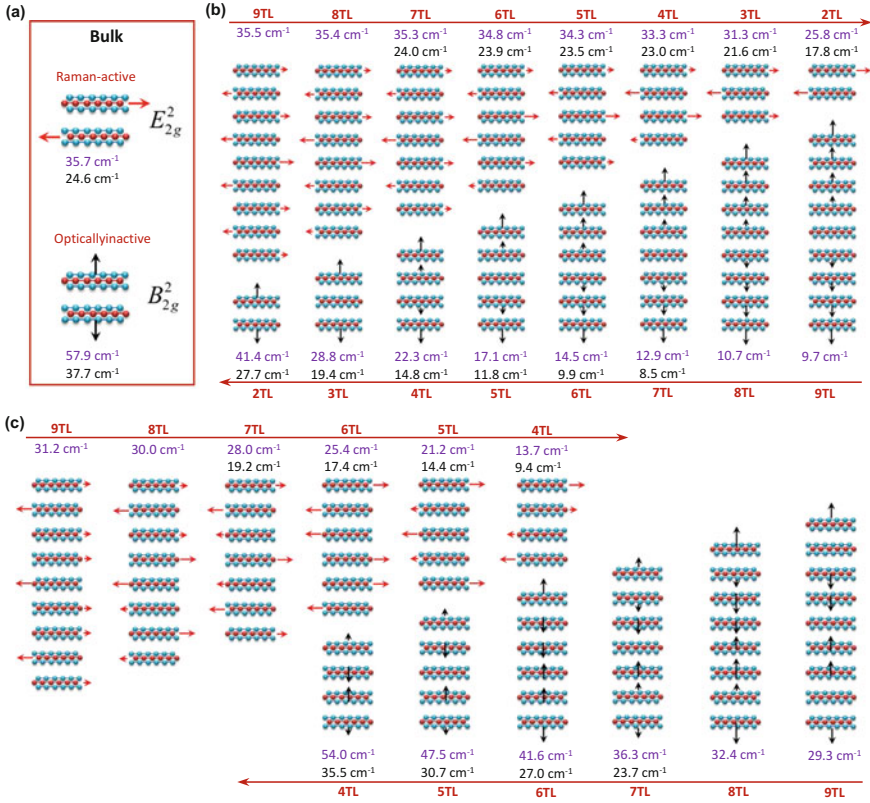 (a)
Bulk
Raman-active
E²₂g
35.7 cm⁻¹
24.6 cm⁻¹
Opticallyinactive
B²₂g
57.9 cm⁻¹
37.7 cm⁻¹
(b)
9TL 8TL 7TL 6TL 5TL 4TL 3TL 2TL
35.5 cm⁻¹ 35.4 cm⁻¹ 35.3 cm⁻¹ 34.8 cm⁻¹ 34.3 cm⁻¹ 33.3 cm⁻¹ 31.3 cm⁻¹ 25.8 cm⁻¹
24.0 cm⁻¹ 23.9 cm⁻¹ 23.5 cm⁻¹ 23.0 cm⁻¹ 21.6 cm⁻¹ 17.8 cm⁻¹
41.4 cm⁻¹ 28.8 cm⁻¹ 22.3 cm⁻¹ 17.1 cm⁻¹ 14.5 cm⁻¹ 12.9 cm⁻¹ 10.7 cm⁻¹ 9.7 cm⁻¹
27.7 cm⁻¹ 19.4 cm⁻¹ 14.8 cm⁻¹ 11.8 cm⁻¹ 9.9 cm⁻¹ 8.5 cm⁻¹
2TL 3TL 4TL 5TL 6TL 7TL 8TL 9TL
(c)
9TL 8TL 7TL 6TL 5TL 4TL
31.2 cm⁻¹ 30.0 cm⁻¹ 28.0 cm⁻¹ 25.4 cm⁻¹ 21.2 cm⁻¹ 13.7 cm⁻¹
19.2 cm⁻¹ 17.4 cm⁻¹ 14.4 cm⁻¹ 9.4 cm⁻¹
54.0 cm⁻¹ 47.5 cm⁻¹ 41.6 cm⁻¹ 36.3 cm⁻¹ 32.4 cm⁻¹ 29.3 cm⁻¹
35.5 cm⁻¹ 30.7 cm⁻¹ 27.0 cm⁻¹ 23.7 cm⁻¹
4TL 5TL 6TL 7TL 8TL 9TL